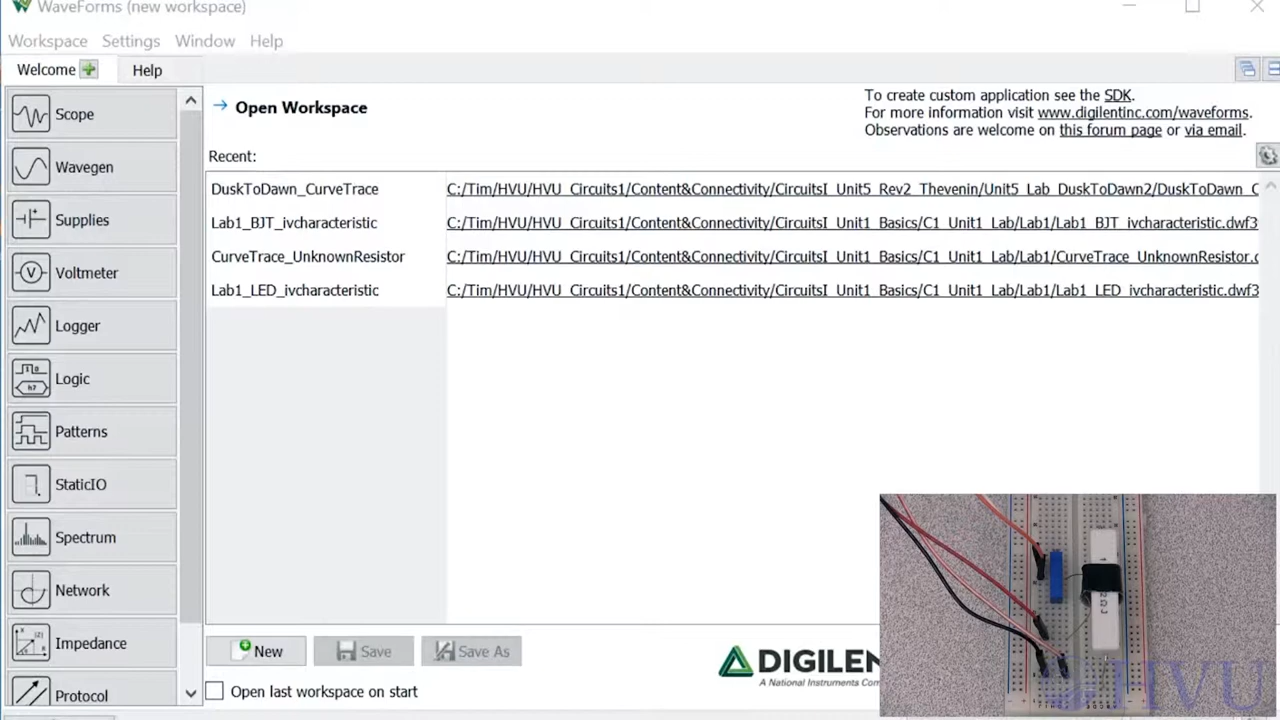 WaveForms (new workspace)
Workspace Settings Window Help
Welcome Help
Scope
Wavegen
Supplies
Voltmeter
Logger
Logic
Patterns
StaticIO
Spectrum
Network
Impedance
Protocol
Open Workspace
To create custom application see the SDK.
For more information visit www.digilentinc.com/waveforms.
Observations are welcome on this forum page or via email.
Recent:
DuskToDawn_CurveTrace C:/Tim/HVU/HVU_Circuits1/Content&Connectivity/CircuitsI_Unit5_Rev2_Thevenin/Unit5_Lab_DuskToDawn2/DuskToDawn_C
Lab1_BJT_ivcharacteristic C:/Tim/HVU/HVU_Circuits1/Content&Connectivity/CircuitsI_Unit1_Basics/C1_Unit1_Lab/Lab1/Lab1_BJT_ivcharacteristic.dwf3
CurveTrace_UnknownResistor C:/Tim/HVU/HVU_Circuits1/Content&Connectivity/CircuitsI_Unit1_Basics/C1_Unit1_Lab/Lab1/CurveTrace_UnknownResistor.d
Lab1_LED_ivcharacteristic C:/Tim/HVU/HVU_Circuits1/Content&Connectivity/CircuitsI_Unit1_Basics/C1_Unit1_Lab/Lab1/Lab1_LED_ivcharacteristic.dwf3
New Save Save As
Open last workspace on start
DIGILEN
A National Instruments Com
HVU